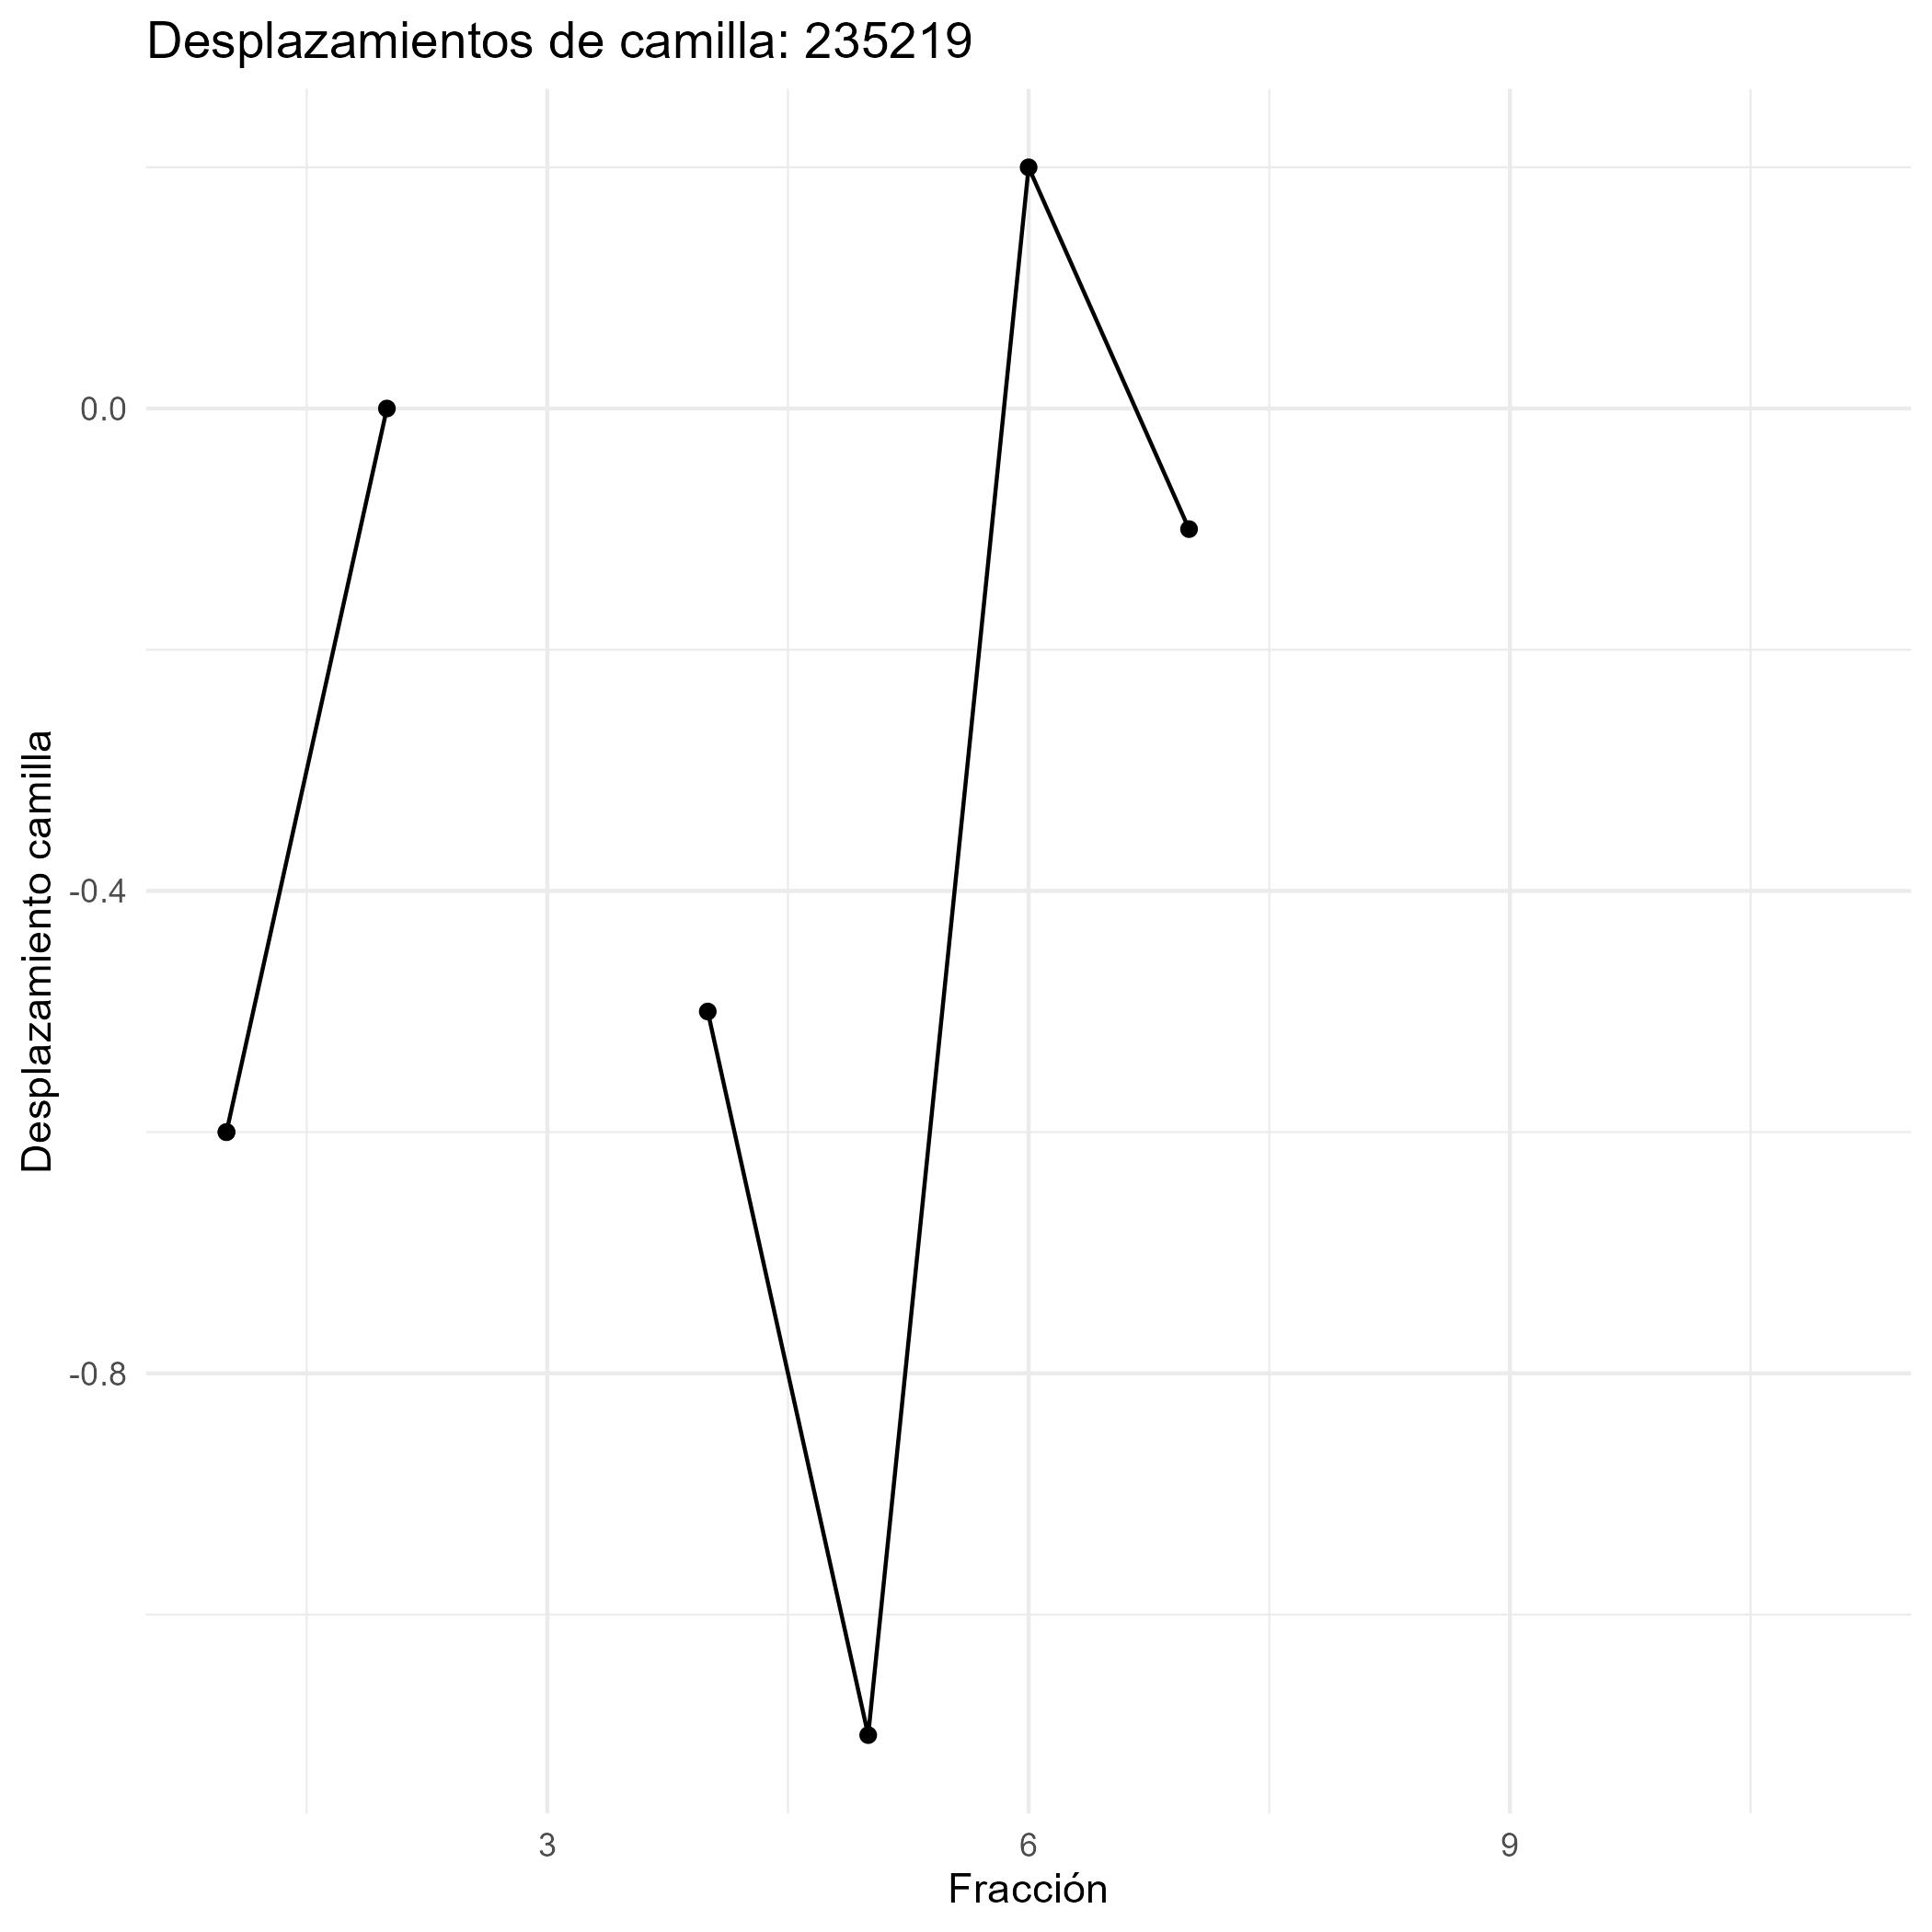 Desplazamientos de camilla: 235219
Desplazamiento camilla
0.0
-0.4
-0.8
3
6
9
Fracción